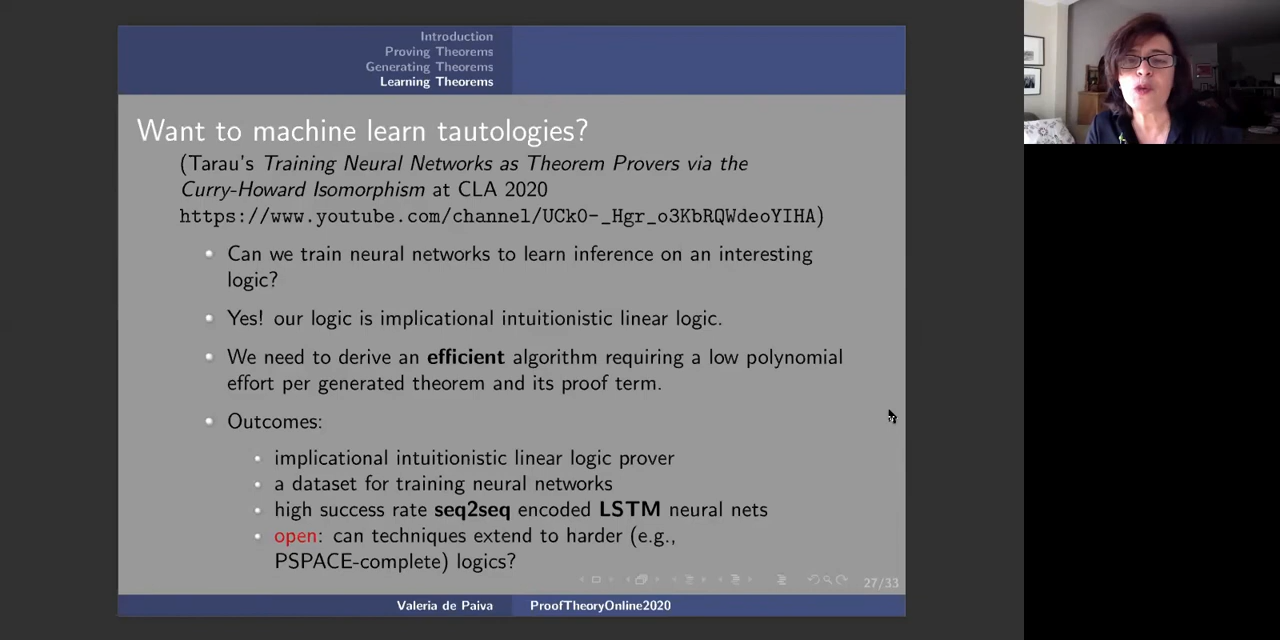 Introduction
Proving Theorems
Generating Theorems
Learning Theorems
Want to machine learn tautologies?
(Tarau's Training Neural Networks as Theorem Provers via the
Curry-Howard Isomorphism at CLA 2020
https://www.youtube.com/channel/UCk0-_Hgr_o3KbRQWdeoYIHA)
Can we train neural networks to learn inference on an interesting
logic?
Yes! our logic is implicational intuitionistic linear logic.
We need to derive an efficient algorithm requiring a low polynomial
effort per generated theorem and its proof term.
Outcomes:
implicational intuitionistic linear logic prover
a dataset for training neural networks
high success rate seq2seq encoded LSTM neural nets
open: can techniques extend to harder (e.g.,
PSPACE-complete) logics?
27/33
Valeria de Paiva ProofTheoryOnline2020